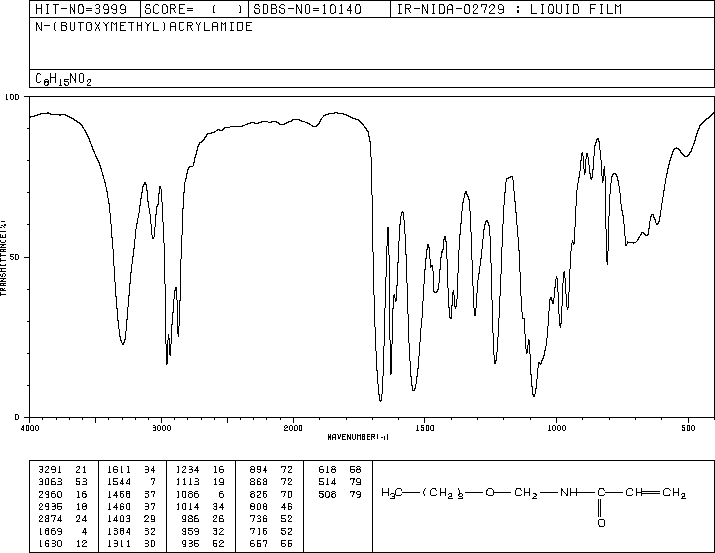 HIT-NO=3999 SCORE= ( ) SDBS-NO=10140 IR-NIDA-02729 : LIQUID FILM
N-(BUTOXYMETHYL)ACRYLAMIDE
C8H15NO2
100
50
0
TRANSMITTANCE(%)
4000 3000 2000 1500 1000 500
WAVENUMBER(-1)
3291 21 1611 34 1234 16 894 72 618 58
3063 53 1544 7 1113 19 868 72 514 79
2960 16 1468 37 1086 6 826 70 508 79
2935 18 1460 37 1014 34 808 46
2874 24 1403 29 986 26 736 52
1669 4 1384 32 959 32 716 52
1630 12 1311 30 935 52 667 55
H3C—(CH2)3—O—CH2—NH—C—CH=CH2
O